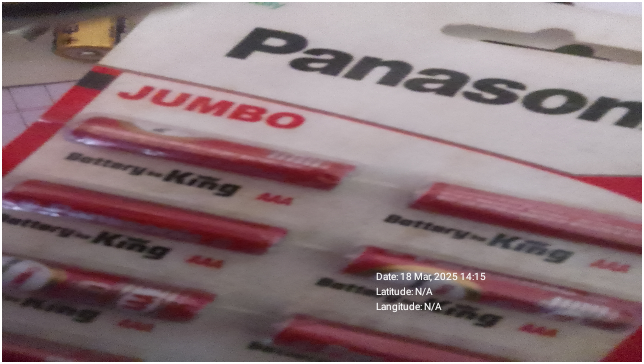 Panason
JUMBO
Battery King AAA
Battery King AAA
Battery King AAA
Battery King AAA
King AAA
Date: 18 Mar, 2025 14:15
Latitude: N/A
Langitude: N/A